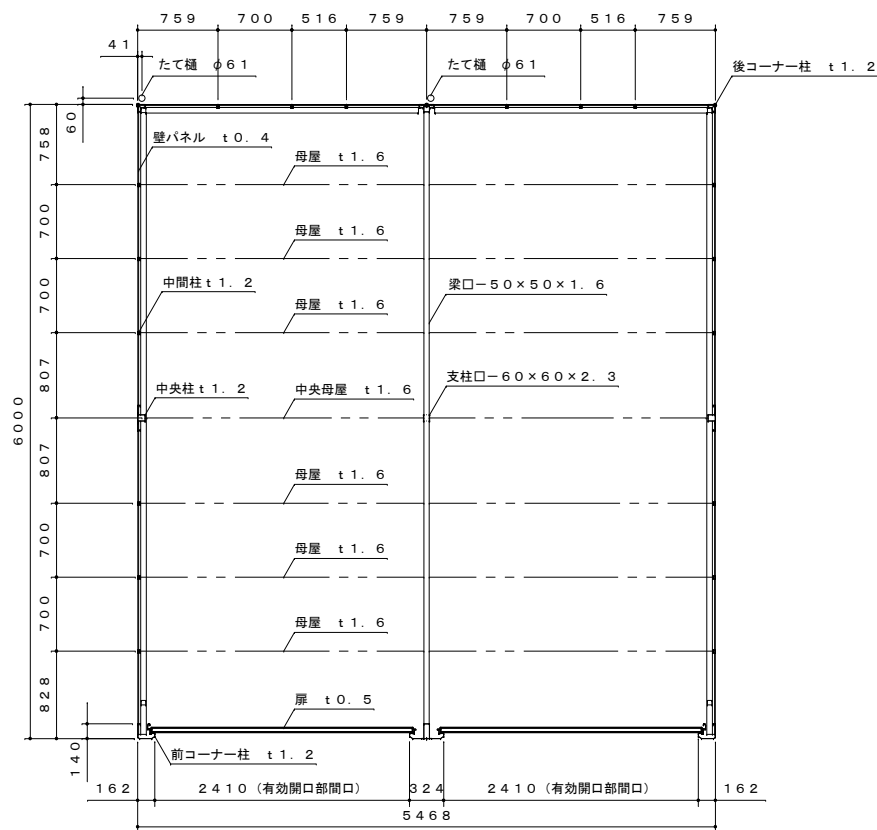 759 700 516 759 759 700 516 759
41
たて樋 φ61 たて樋 φ61
後コーナー柱 t1.2
60
758
壁パネル t0.4
母屋 t1.6
700
母屋 t1.6
700
中間柱t1.2
母屋 t1.6
梁口-50×50×1.6
807
中央柱t1.2
中央母屋 t1.6
支柱口-60×60×2.3
6000
807
母屋 t1.6
700
母屋 t1.6
700
母屋 t1.6
828
扉 t0.5
140
前コーナー柱 t1.2
162 2410(有効開口部間口) 324 2410(有効開口部間口) 162
5468